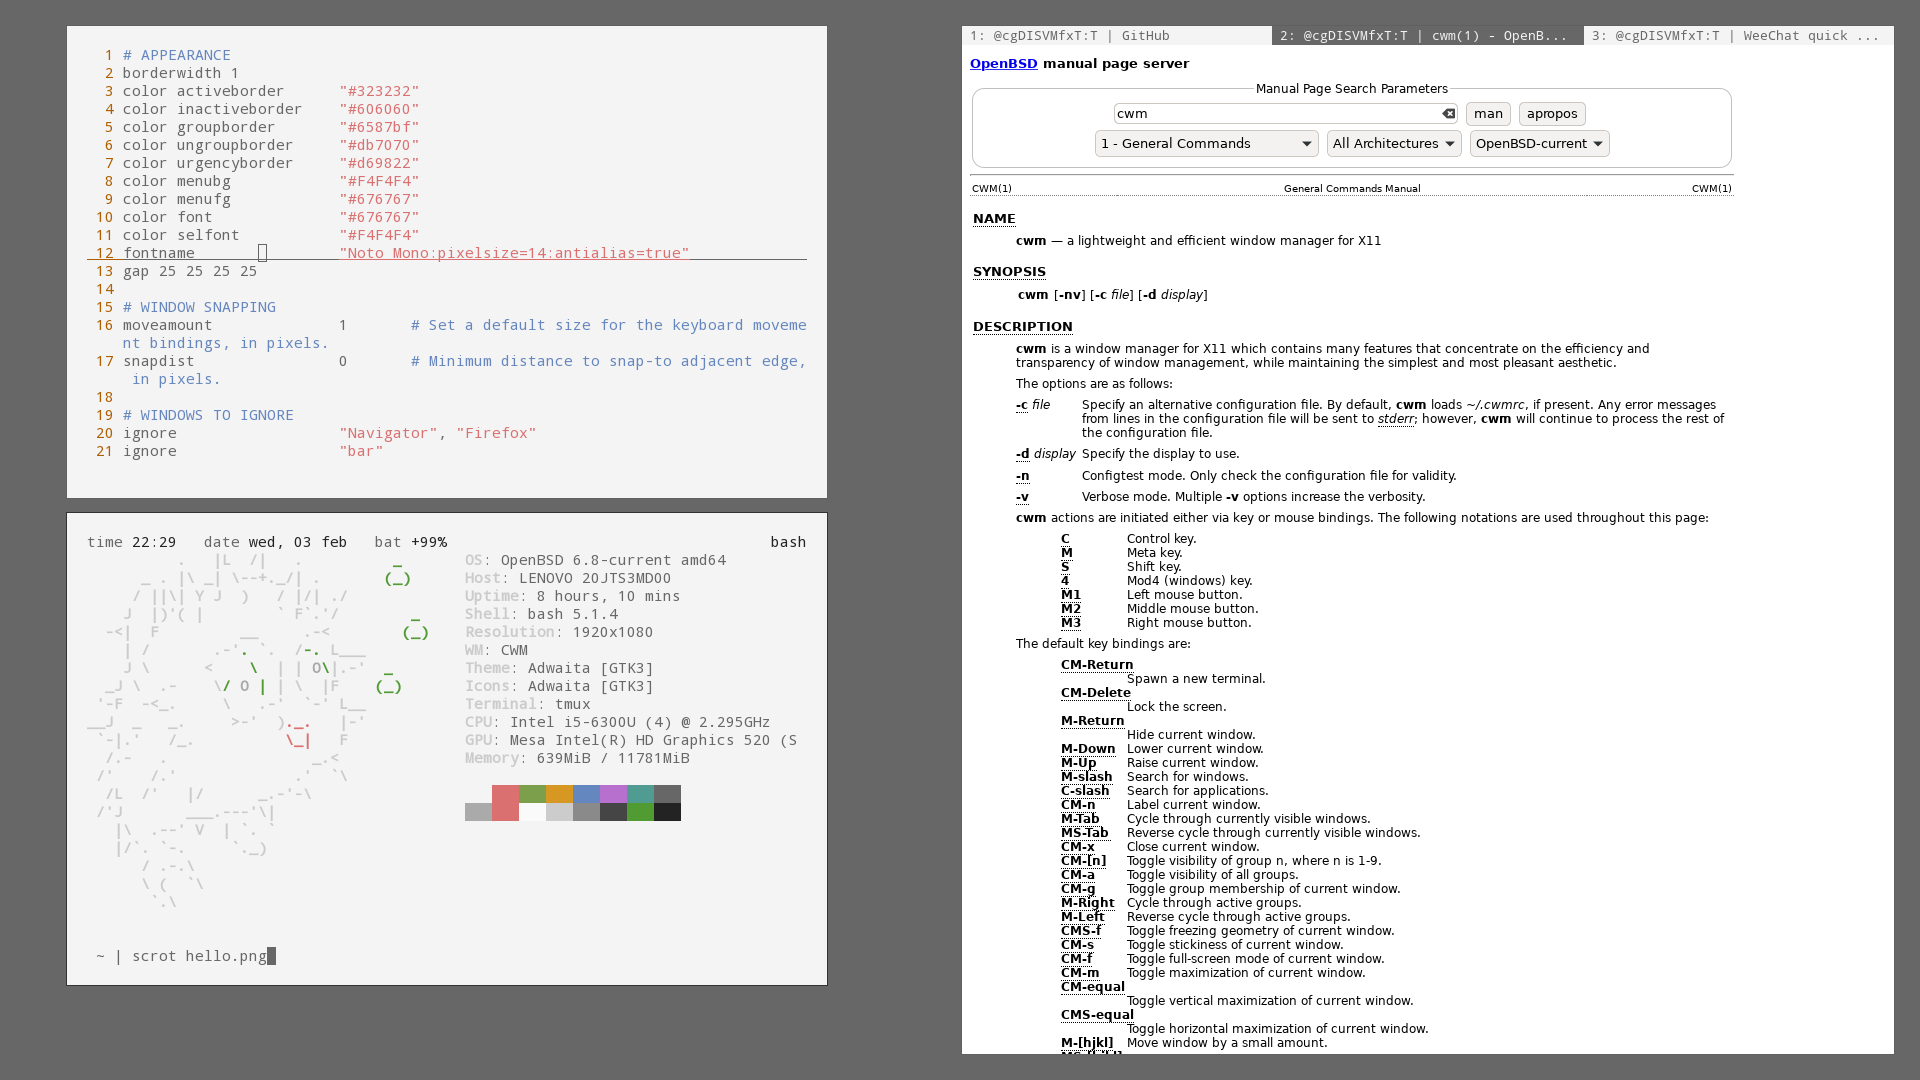 1 # APPEARANCE
2 borderwidth 1
3 color activeborder "#323232"
4 color inactiveborder "#606060"
5 color groupborder "#6587bf"
6 color ungroupborder "#db7070"
7 color urgencyborder "#d69822"
8 color menubg "#F4F4F4"
9 color menufg "#676767"
10 color font "#676767"
11 color selfont "#F4F4F4"
12 fontname "Noto Mono:pixelsize=14:antialias=true"
13 gap 25 25 25 25
14
15 # WINDOW SNAPPING
16 moveamount 1 # Set a default size for the keyboard moveme
nt bindings, in pixels.
17 snapdist 0 # Minimum distance to snap-to adjacent edge,
in pixels.
18
19 # WINDOWS TO IGNORE
20 ignore "Navigator", "Firefox"
21 ignore "bar"
time 22:29 date wed, 03 feb bat +99% bash
OS: OpenBSD 6.8-current amd64
Host: LENOVO 20JTS3MD00
Uptime: 8 hours, 10 mins
Shell: bash 5.1.4
Resolution: 1920x1080
WM: CWM
Theme: Adwaita [GTK3]
Icons: Adwaita [GTK3]
Terminal: tmux
CPU: Intel i5-6300U (4) @ 2.295GHz
GPU: Mesa Intel(R) HD Graphics 520 (S
Memory: 639MiB / 11781MiB
~ | scrot hello.png
1: @cgDISVMfxT:T | GitHub 2: @cgDISVMfxT:T | cwm(1) - OpenB... 3: @cgDISVMfxT:T | WeeChat quick ...
OpenBSD manual page server
Manual Page Search Parameters
cwm man apropos
1 - General Commands All Architectures OpenBSD-current
CWM(1) General Commands Manual CWM(1)
NAME
cwm — a lightweight and efficient window manager for X11
SYNOPSIS
cwm [-nv] [-c file] [-d display]
DESCRIPTION
cwm is a window manager for X11 which contains many features that concentrate on the efficiency and
transparency of window management, while maintaining the simplest and most pleasant aesthetic.
The options are as follows:
-c file Specify an alternative configuration file. By default, cwm loads ~/.cwmrc, if present. Any error messages
from lines in the configuration file will be sent to stderr; however, cwm will continue to process the rest of
the configuration file.
-d display Specify the display to use.
-n Configtest mode. Only check the configuration file for validity.
-v Verbose mode. Multiple -v options increase the verbosity.
cwm actions are initiated either via key or mouse bindings. The following notations are used throughout this page:
C Control key.
M Meta key.
S Shift key.
4 Mod4 (windows) key.
M1 Left mouse button.
M2 Middle mouse button.
M3 Right mouse button.
The default key bindings are:
CM-Return
Spawn a new terminal.
CM-Delete
Lock the screen.
M-Return
Hide current window.
M-Down Lower current window.
M-Up Raise current window.
M-slash Search for windows.
C-slash Search for applications.
CM-n Label current window.
M-Tab Cycle through currently visible windows.
MS-Tab Reverse cycle through currently visible windows.
CM-x Close current window.
CM-[n] Toggle visibility of group n, where n is 1-9.
CM-a Toggle visibility of all groups.
CM-g Toggle group membership of current window.
M-Right Cycle through active groups.
M-Left Reverse cycle through active groups.
CMS-f Toggle freezing geometry of current window.
CM-s Toggle stickiness of current window.
CM-f Toggle full-screen mode of current window.
CM-m Toggle maximization of current window.
CM-equal
Toggle vertical maximization of current window.
CMS-equal
Toggle horizontal maximization of current window.
M-[hjkl] Move window by a small amount.